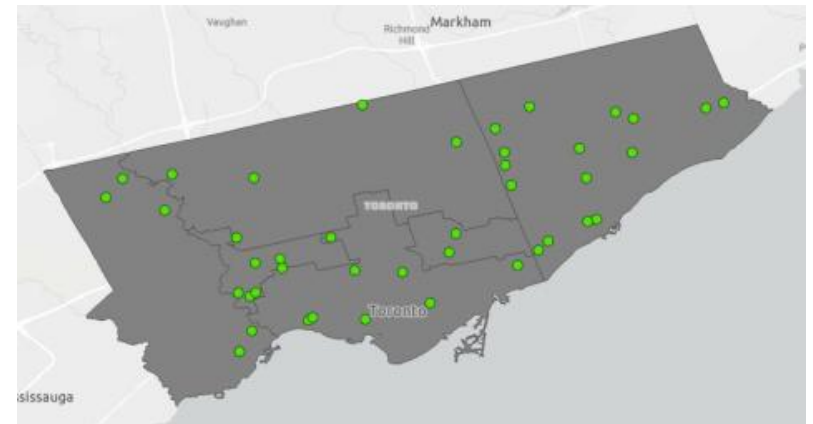 Vaughan
Richmond
Hill
Markham
TORONTO
Toronto
ssissauga